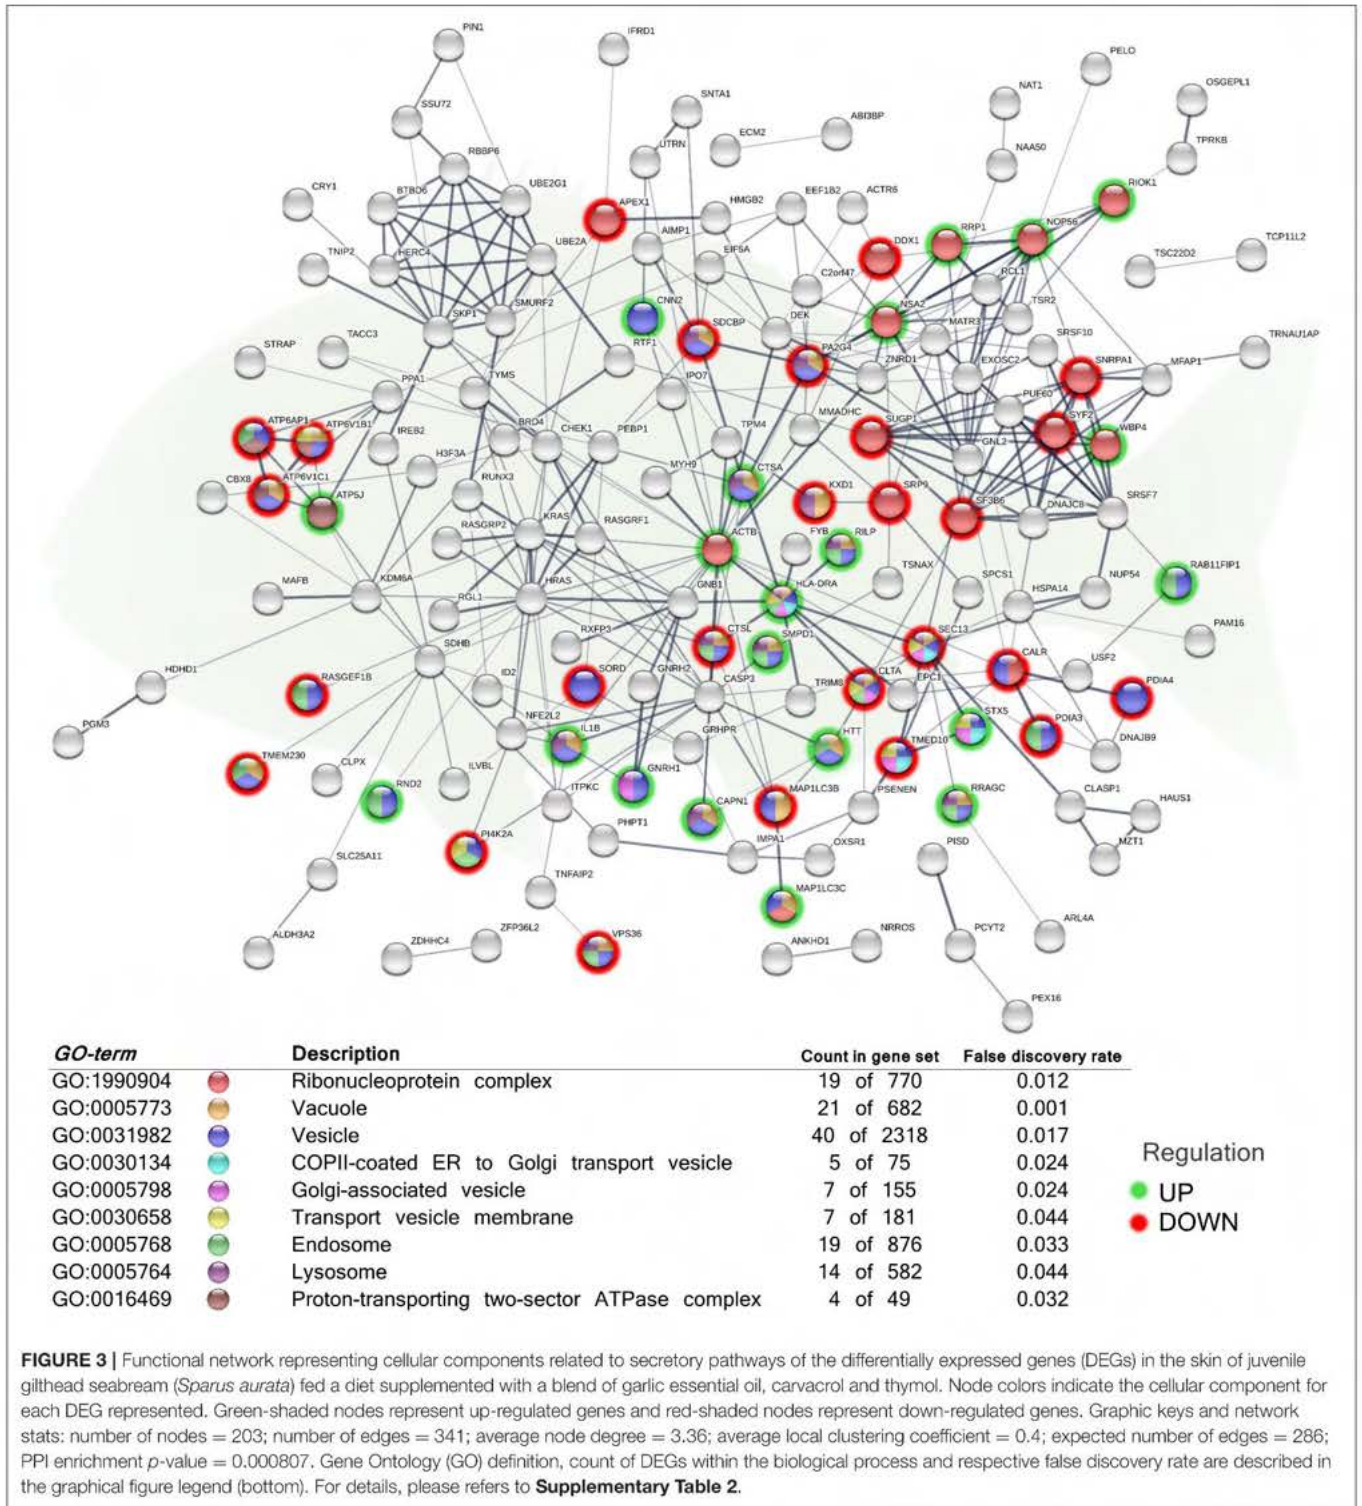 PIN1
IFRD1
PELO
SNTA1
NAT1
OSGEPL1
SSU72
ECM2
ABI3BP
UTRN
RBBP6
NAA50
TPRKB
CRY1
BTBD6
UBE2G1
APEX1
HMGB2
EEF1B2
ACTR6
RIOK1
AIMP1
DDX1
RRP1
NOP56
TNIP2
HERC4
UBE2A
EIF5A
C2orf47
RCL1
TSC22D2
TCP11L2
SKP1
SMURF2
CNN2
SDCBP
DEK
NSA2
MATR3
TSR2
STRAP
TACC3
RTF1
PA2G4
ZNRD1
EXOSC2
SRSF10
SNRPA1
MFAP1
TRNAU1AP
PPA1
TYMS
IPO7
PUF60
ATP6AP1
ATP6V1B1
IREB2
BRD4
CHEK1
PEBP1
TPM4
MMADHC
SUGP1
GNL2
SYF2
WBP4
H3F3A
CBX8
ATP6V1C1
ATP5J
RUNX3
MYH9
CTSA
KXD1
SRP9
SF3B6
DNAJC8
SRSF7
RASGRP2
KRAS
RASGRF1
ACTB
FYB
RILP
MAFB
KDM6A
RGL1
HRAS
GNB1
HLA-DRA
TSNAX
SPCS1
HSPA14
NUP54
RAB11FIP1
SDHB
RXFP3
CTSL
SMPD1
SEC13
PAM16
HDHD1
RASGEF1B
ID2
SORD
GNRH2
CASP3
TRIM8
CLTA
EPC1
CALR
USF2
PDIA4
PGM3
NFE2L2
IL1B
GRHPR
HTT
TMED10
STX5
PDIA3
DNAJB9
TMEM230
CLPX
RND2
ILVBL
ITPKC
GNRH1
CAPN1
MAP1LC3B
PSENEN
RRAGC
CLASP1
HAUS1
PI4K2A
PHPT1
IMPA1
OXSR1
PISD
MZT1
SLC25A11
TNFAIP2
MAP1LC3C
ALDH3A2
ZDHHC4
ZFP36L2
VPS36
ANKHD1
NRROS
PCYT2
ARL4A
PEX16
GO-term Description Count in gene set False discovery rate
GO:1990904 Ribonucleoprotein complex 19 of 770 0.012
GO:0005773 Vacuole 21 of 682 0.001
GO:0031982 Vesicle 40 of 2318 0.017
GO:0030134 COPII-coated ER to Golgi transport vesicle 5 of 75 0.024
GO:0005798 Golgi-associated vesicle 7 of 155 0.024
GO:0030658 Transport vesicle membrane 7 of 181 0.044
GO:0005768 Endosome 19 of 876 0.033
GO:0005764 Lysosome 14 of 582 0.044
GO:0016469 Proton-transporting two-sector ATPase complex 4 of 49 0.032
Regulation
UP
DOWN
FIGURE 3 | Functional network representing cellular components related to secretory pathways of the differentially expressed genes (DEGs) in the skin of juvenile
gilthead seabream (Sparus aurata) fed a diet supplemented with a blend of garlic essential oil, carvacrol and thymol. Node colors indicate the cellular component for
each DEG represented. Green-shaded nodes represent up-regulated genes and red-shaded nodes represent down-regulated genes. Graphic keys and network
stats: number of nodes = 203; number of edges = 341; average node degree = 3.36; average local clustering coefficient = 0.4; expected number of edges = 286;
PPI enrichment p-value = 0.000807. Gene Ontology (GO) definition, count of DEGs within the biological process and respective false discovery rate are described in
the graphical figure legend (bottom). For details, please refers to Supplementary Table 2.